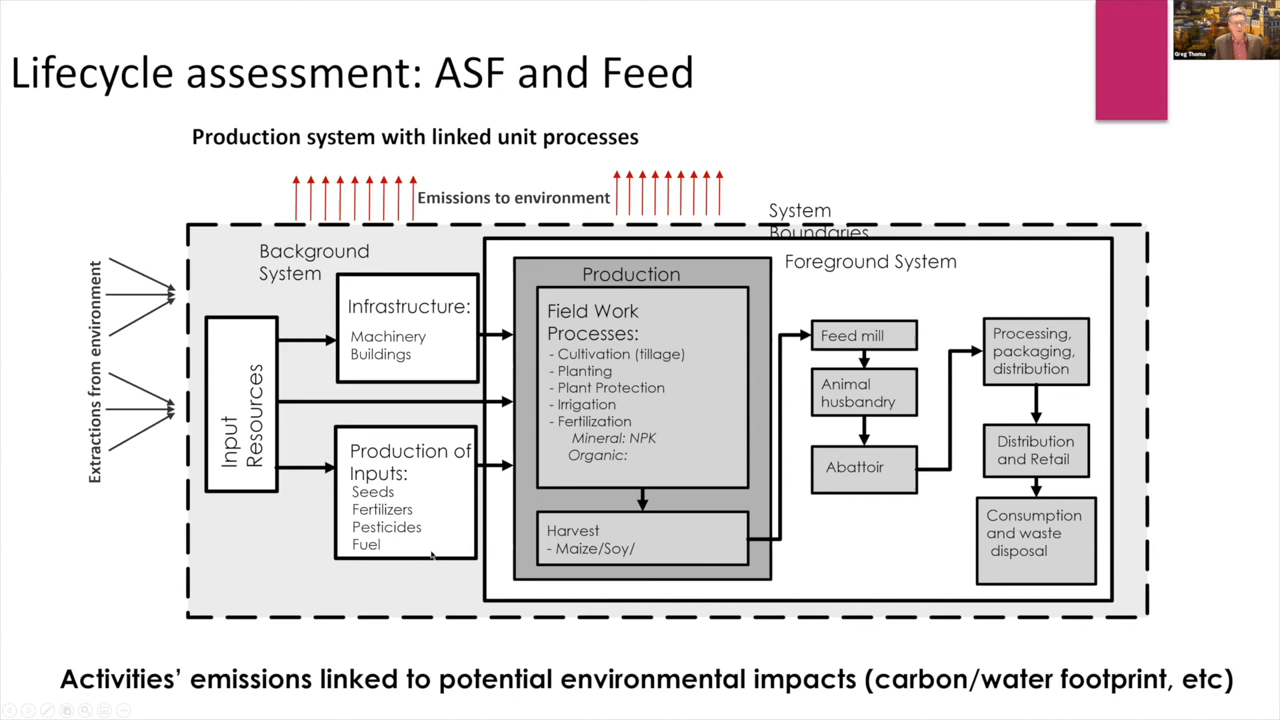 Greg Thoma
Lifecycle assessment: ASF and Feed
Production system with linked unit processes
Emissions to environment
System
Boundaries
Background
System
Foreground System
Extractions from environment
Input
Resources
Infrastructure:
Machinery
Buildings
Production of
Inputs:
Seeds
Fertilizers
Pesticides
Fuel
Production
Field Work
Processes:
- Cultivation (tillage)
- Planting
- Plant Protection
- Irrigation
- Fertilization
Mineral: NPK
Organic:
Harvest
- Maize/Soy/
Feed mill
Animal
husbandry
Abattoir
Processing,
packaging,
distribution
Distribution
and Retail
Consumption
and waste
disposal
Activities’ emissions linked to potential environmental impacts (carbon/water footprint, etc)